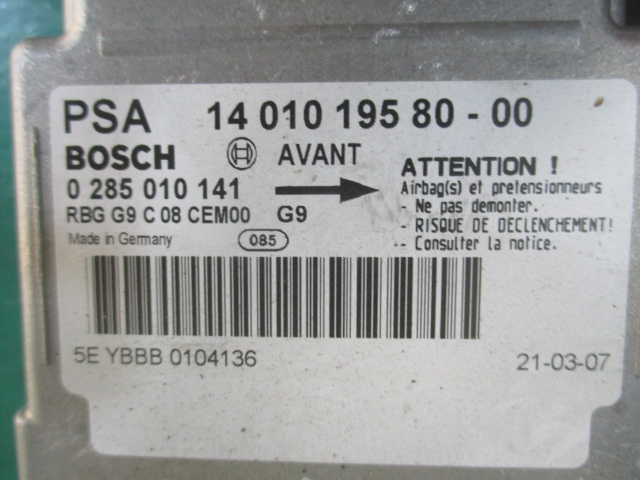 PSA 14 010 195 80 - 00
BOSCH AVANT
0 285 010 141
RBG G9 C 08 CEM00 G9
Made in Germany 085
ATTENTION !
Airbag(s) et pretensionneurs
- Ne pas demonter.
- RISQUE DE DECLENCHEMENT!
-- Consulter la notice.
5E YBBB 0104136 21-03-07